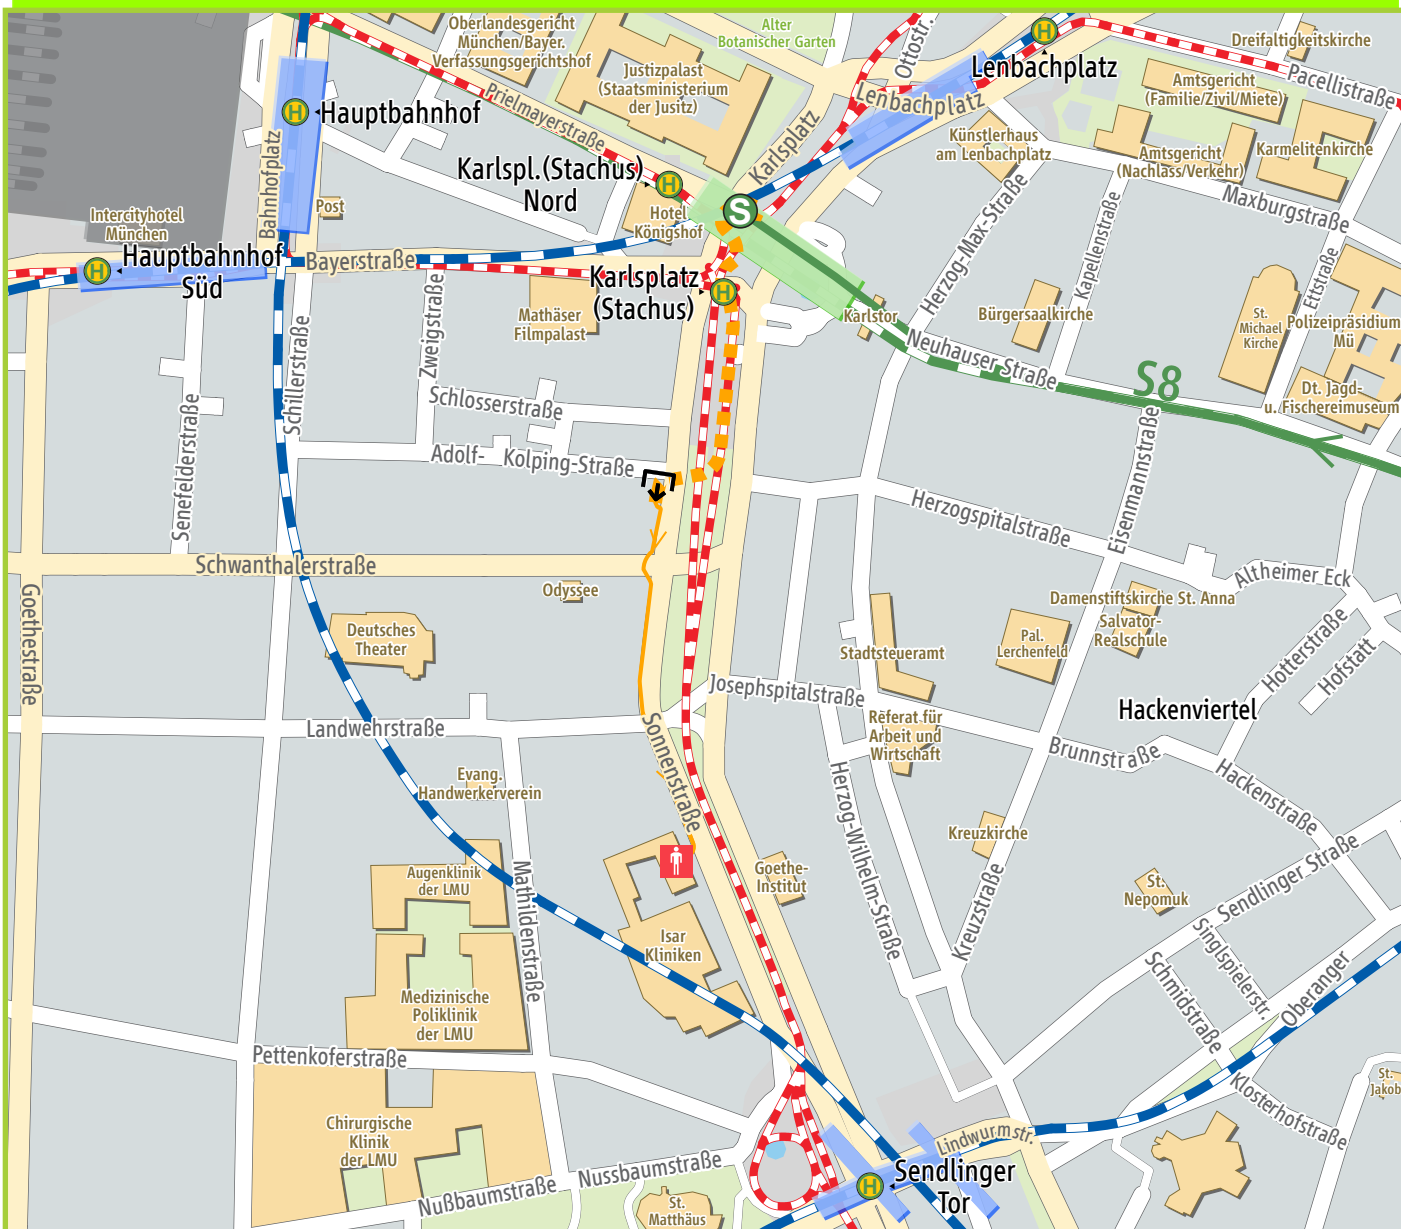 Oberlandesgericht
München/Bayer.
Verfassungsgerichtshof
Alter
Botanischer Garten
Ottostr.
H
Lenbachplatz
Dreifaltigkeitskirche
Pacellistraße
Justizpalast
(Staatsministerium
der Justiz)
Amtsgericht
(Familie/Zivil/Miete)
Lenbachplatz
H
Hauptbahnhof
Prielmayerstraße
Karlsplatz
Künstlerhaus
am Lenbachplatz
Amtsgericht
(Nachlass/Verkehr)
Karmelitenkirche
Bahnhofplatz
Karlspl.(Stachus)
Nord
H
S
Maxburgstraße
Herzog-Max-Straße
Kapellenstraße
Post
Hotel
Königshof
Intercityhotel
München
H
Hauptbahnhof
Süd
Bayerstraße
Karlsplatz
(Stachus)
H
Ettstraße
Mathäser
Filmpalast
Karlstor
Bürgersaalkirche
St.
Michael
Kirche
Polizeipräsidium
Mü
Neuhauser Straße
S8
Dt. Jagd-
u. Fischereimuseum
Schillerstraße
Zweigstraße
Schlosserstraße
Senefelderstraße
Adolf- Kolping-Straße
Eisenmannstraße
Herzogspitalstraße
Schwanthalerstraße
Altheimer Eck
Odyssee
Goethestraße
Damenstiftskirche St. Anna
Salvator-
Realschule
Deutsches
Theater
Stadtsteueramt
Pal.
Lerchenfeld
Hotterstraße
Hofstatt
Josephspitalstraße
Hackenviertel
Landwehrstraße
Sonnenstraße
Referat für
Arbeit und
Wirtschaft
Brunnstraße
Hackenstraße
Evang.
Handwerkerverein
Herzog-Wilhelm-Straße
Kreuzkirche
Augenklinik
der LMU
Goethe-
Institut
Kreuzstraße
St.
Nepomuk
Sendlinger Straße
Mathildenstraße
Isar
Kliniken
Singlspielerstr.
Schmidstraße
Oberanger
Medizinische
Poliklinik
der LMU
Pettenkoferstraße
Klosterhofstraße
St.
Jakob
Chirurgische
Klinik
der LMU
Lindwurmstr.
H
Sendlinger
Tor
Nußbaumstraße
Nussbaumstraße
St.
Matthäus